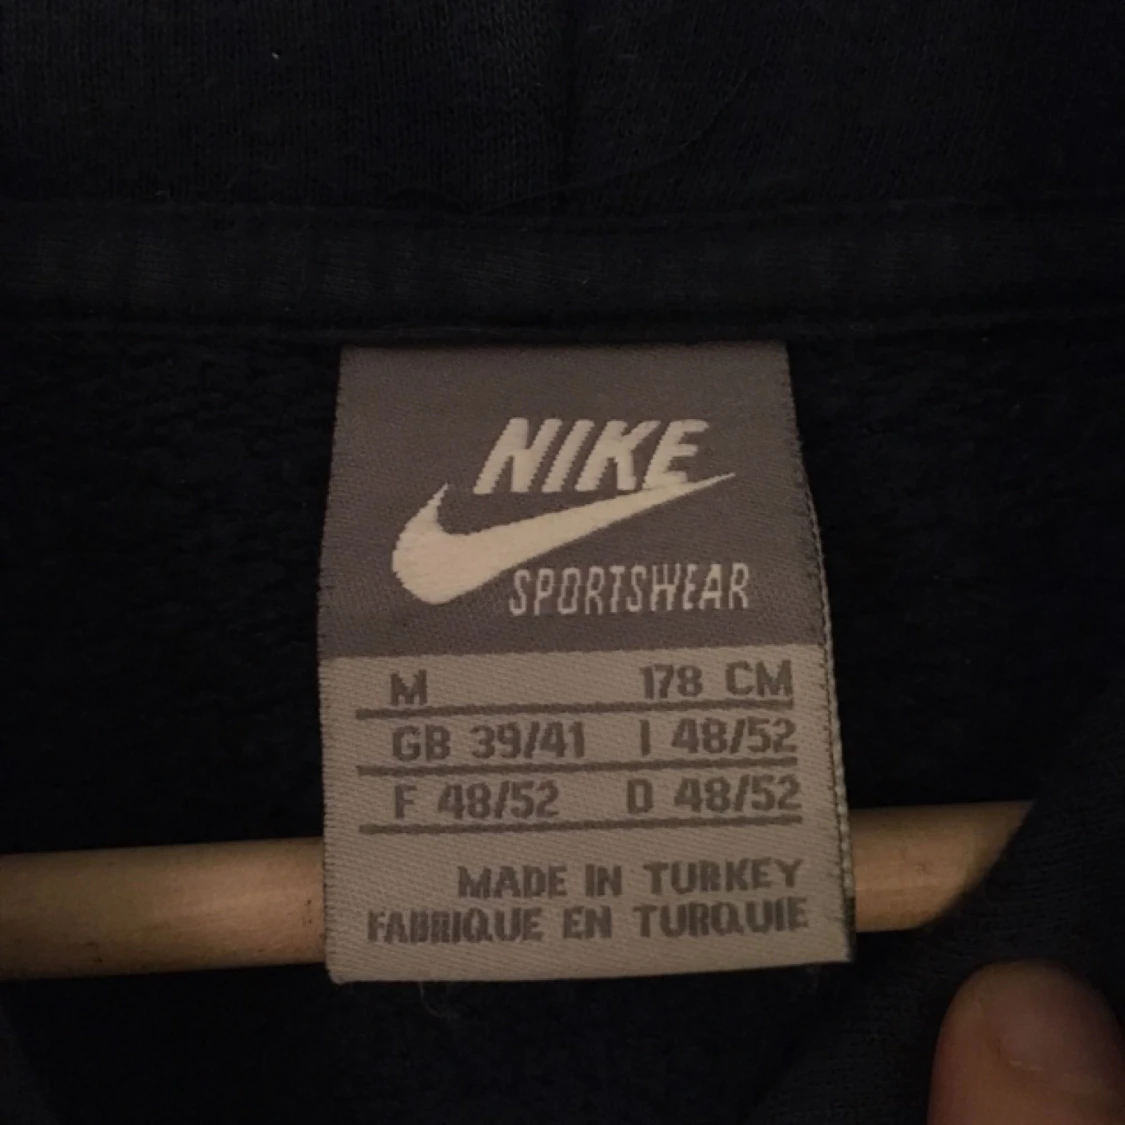 NIKE
SPORTSWEAR
M 178 CM
GB 39/41 I 48/52
F 48/52 D 48/52
MADE IN TURKEY
FABRIQUE EN TURQUIE